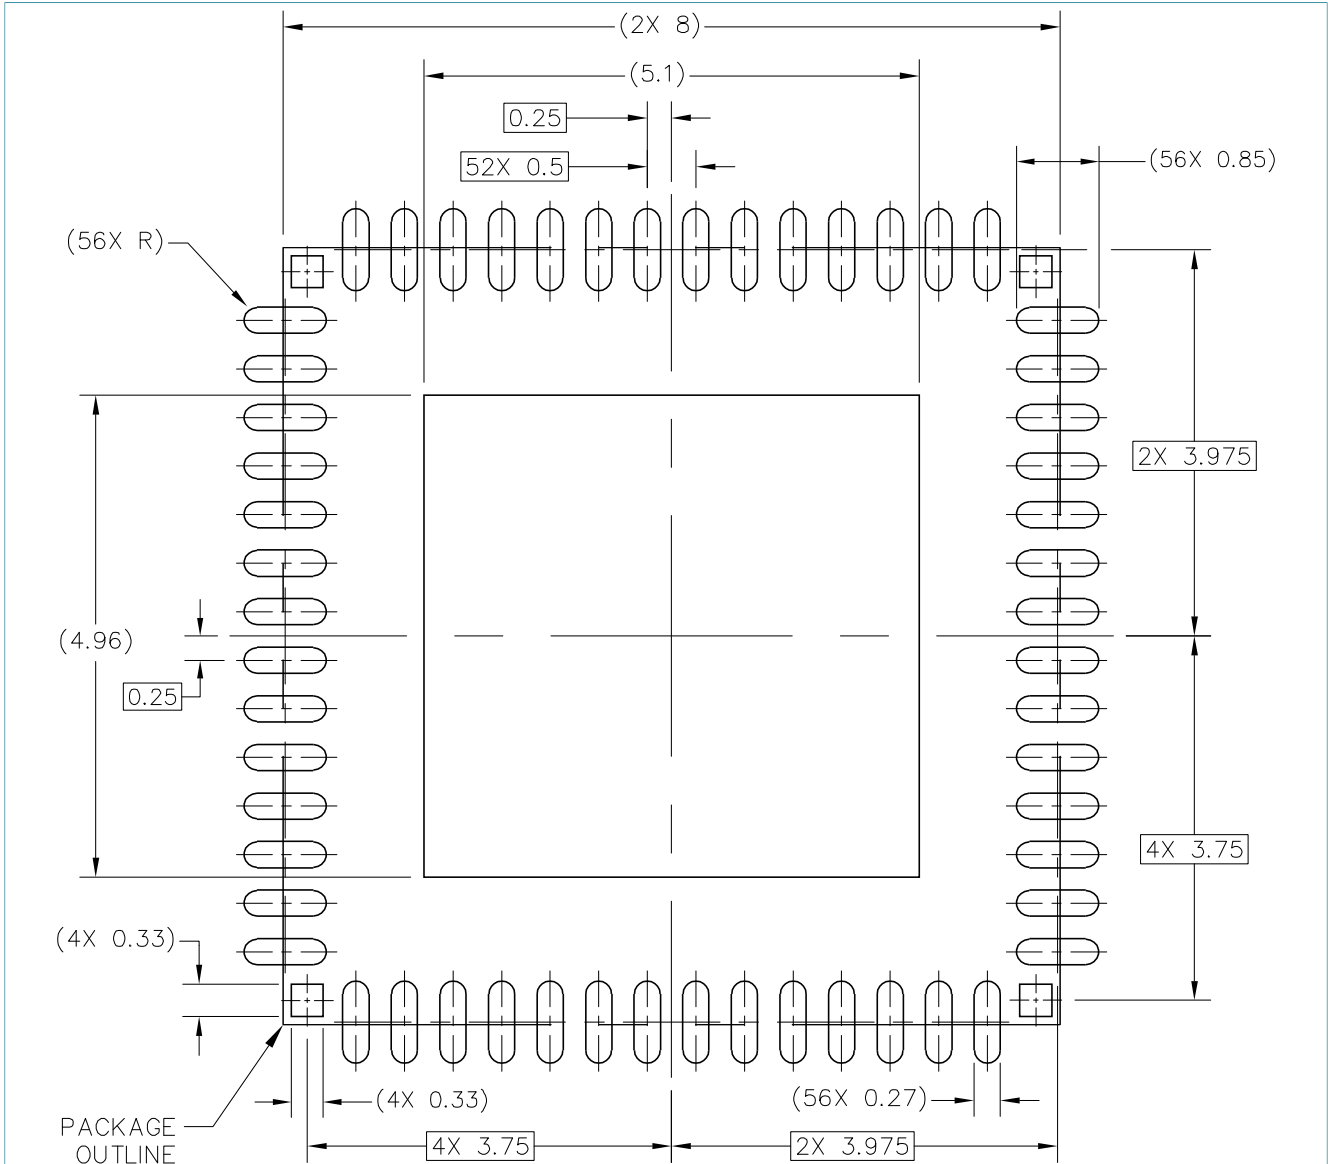 (2X 8)
(5.1)
0.25
52X 0.5
(56X 0.85)
(56X R)
2X 3.975
(4.96)
0.25
4X 3.75
(4X 0.33)
(4X 0.33)
(56X 0.27)
PACKAGE
OUTLINE
4X 3.75
2X 3.975